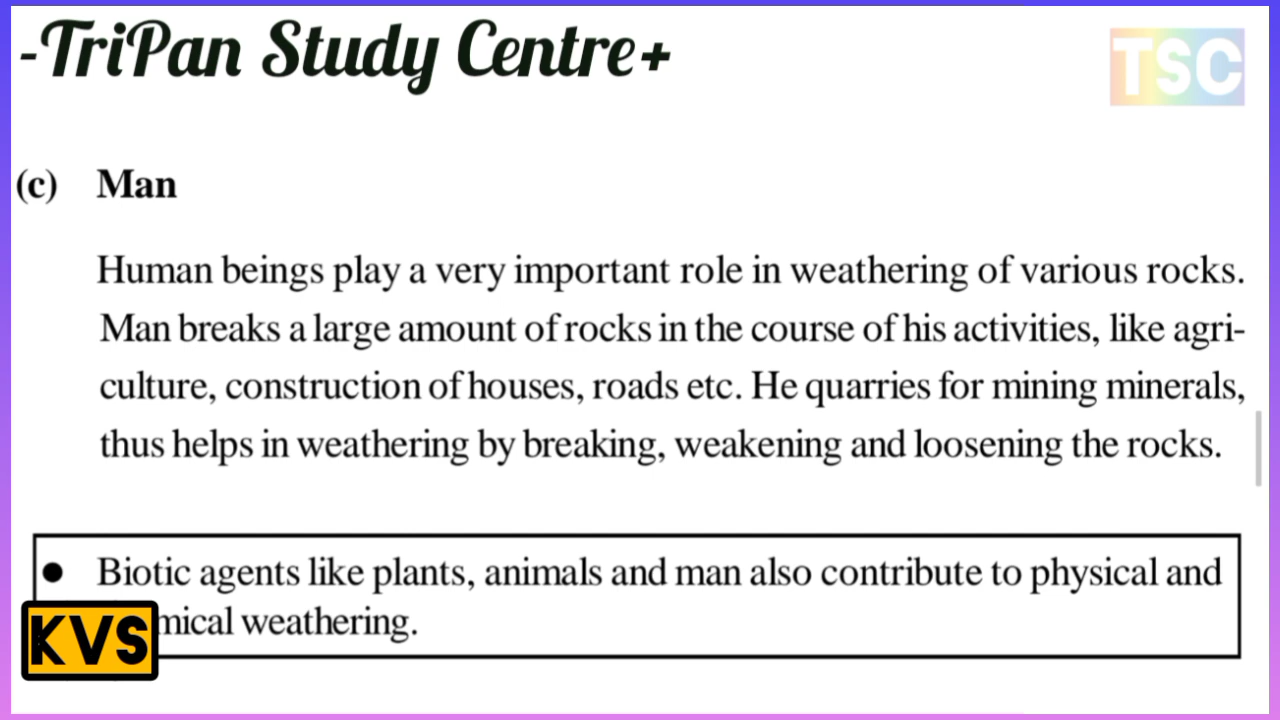 -TriPan Study Centre+
TSC
(c) Man
Human beings play a very important role in weathering of various rocks.
Man breaks a large amount of rocks in the course of his activities, like agri-
culture, construction of houses, roads etc. He quarries for mining minerals,
thus helps in weathering by breaking, weakening and loosening the rocks.
• Biotic agents like plants, animals and man also contribute to physical and
mical weathering.
KVS